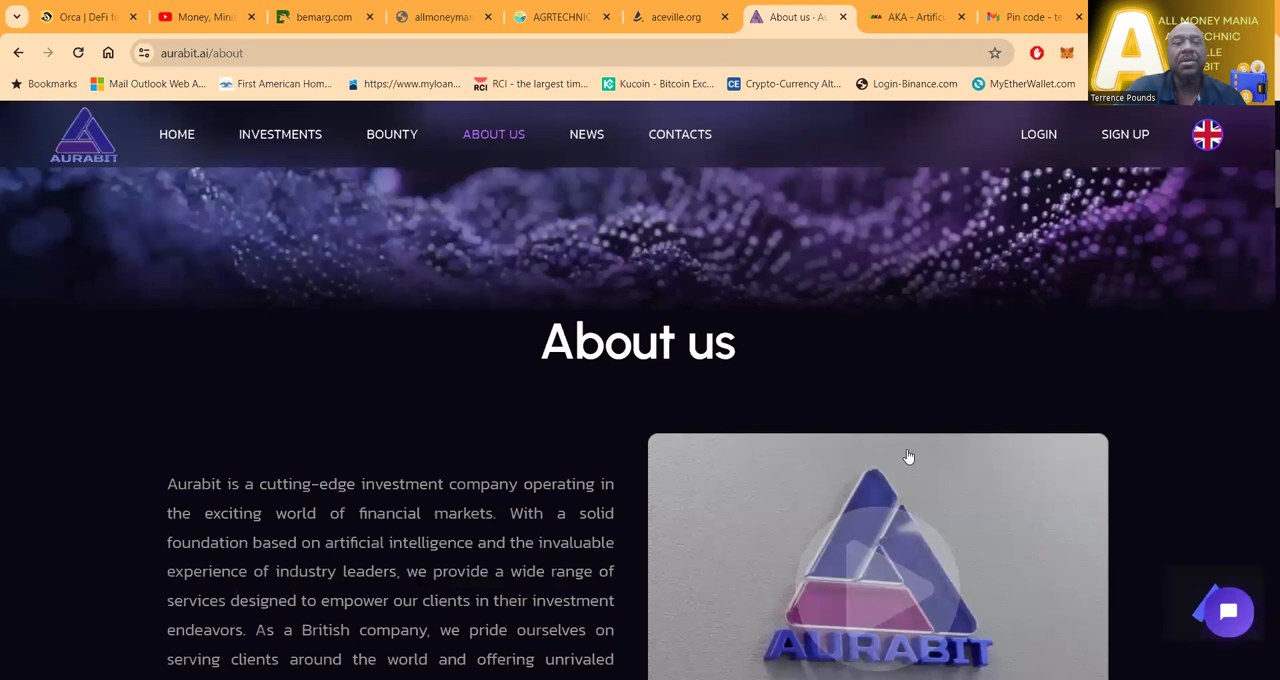 Orca | DeFi fo
Money, Mini
bemarg.com
allmoneyma
AGRTECHNIC
aceville.org
About us · Au
AKA - Artific
Pin code - te
aurabit.ai/about
Bookmarks
Mail Outlook Web A...
First American Hom...
https://www.myloan...
RCI - the largest tim...
Kucoin - Bitcoin Exc...
Crypto-Currency Alt...
Login-Binance.com
MyEtherWallet.com
ALL MONEY MANIA
Terrence Pounds
AURABIT
HOME
INVESTMENTS
BOUNTY
ABOUT US
NEWS
CONTACTS
LOGIN
SIGN UP
About us
Aurabit is a cutting-edge investment company operating in
the exciting world of financial markets. With a solid
foundation based on artificial intelligence and the invaluable
experience of industry leaders, we provide a wide range of
services designed to empower our clients in their investment
endeavors. As a British company, we pride ourselves on
serving clients around the world and offering unrivaled
AURABIT